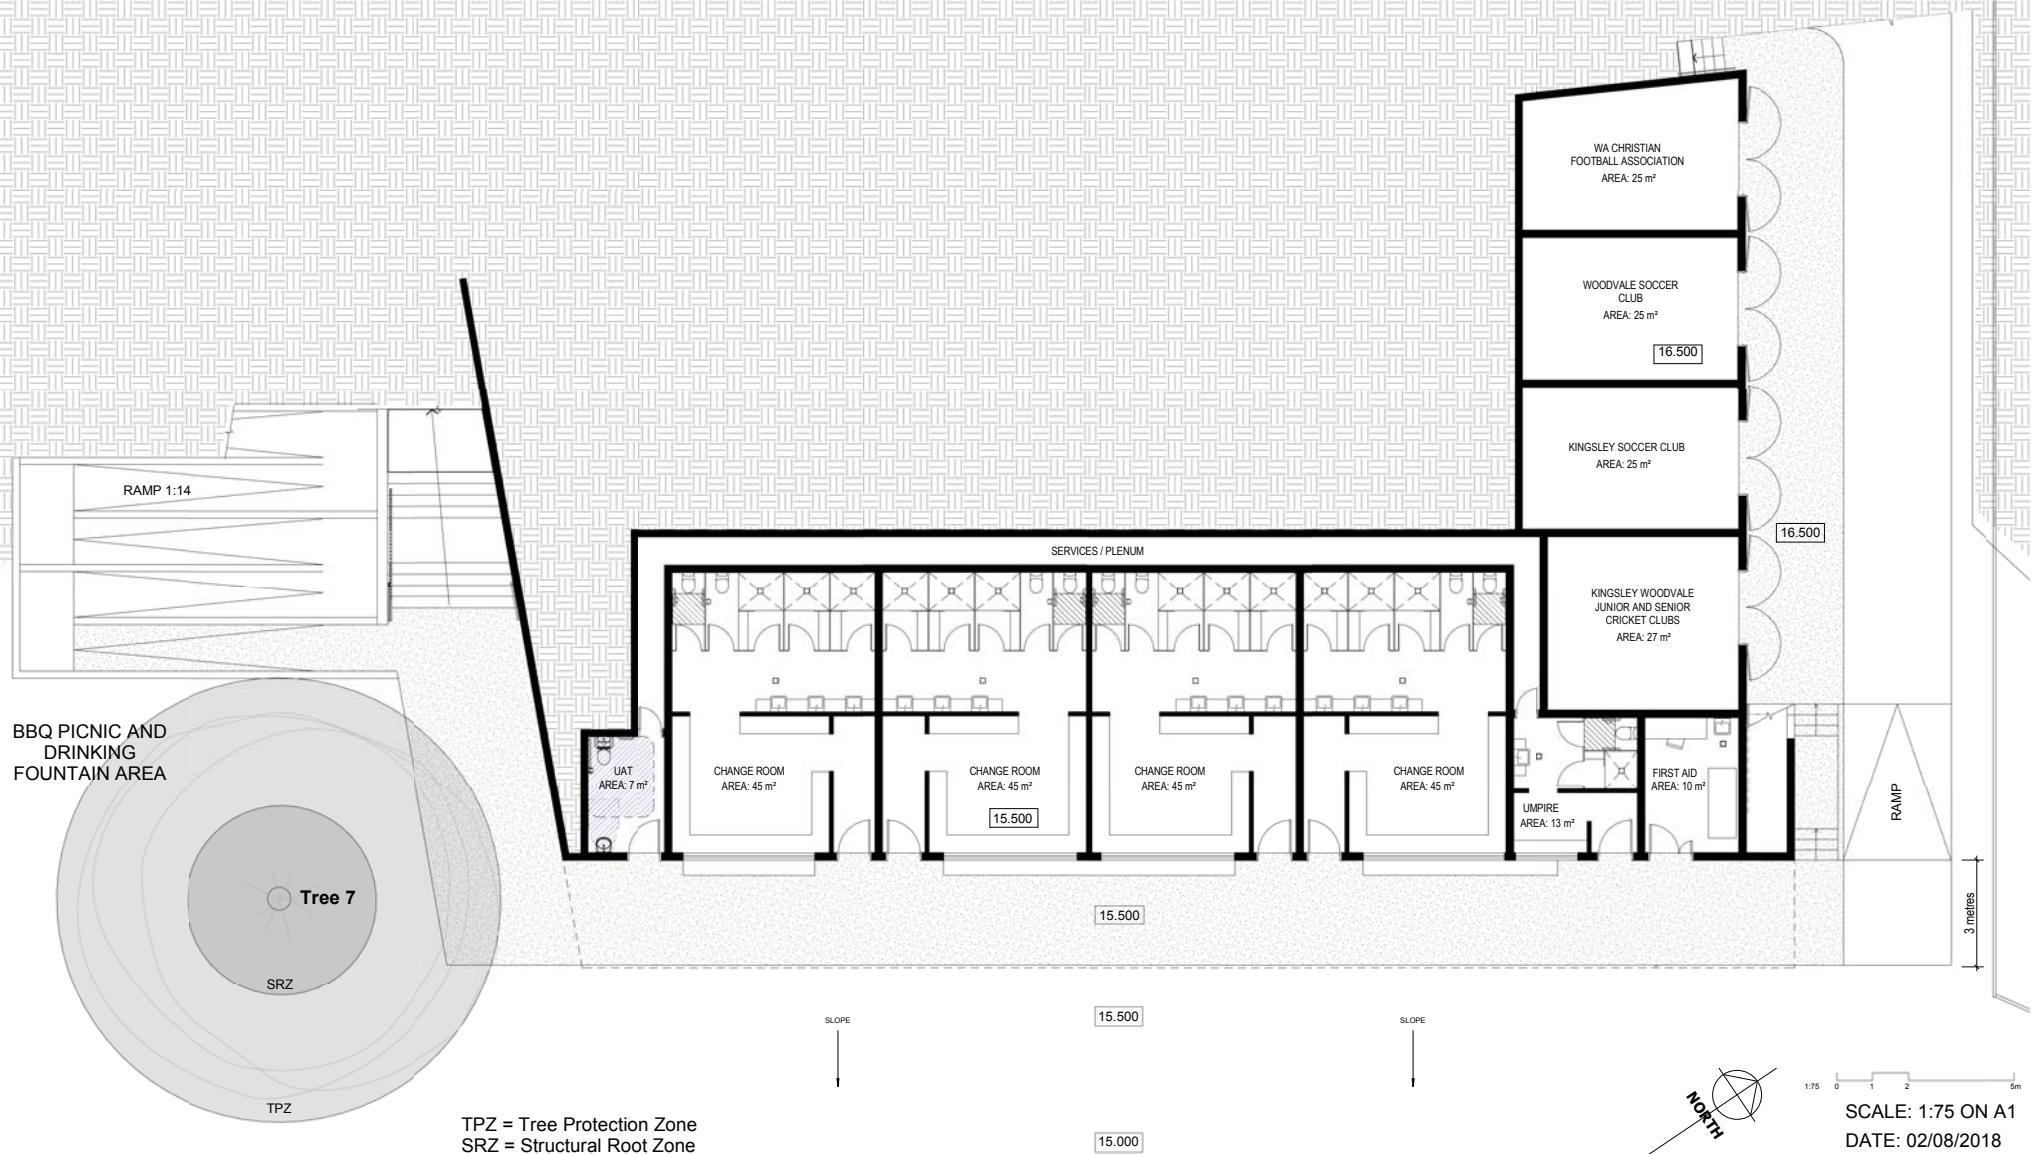 WA CHRISTIAN
FOOTBALL ASSOCIATION
AREA: 25 m²
WOODVALE SOCCER
CLUB
AREA: 25 m²
16.500
KINGSLEY SOCCER CLUB
AREA: 25 m²
RAMP 1:14
16.500
SERVICES / PLENUM
KINGSLEY WOODVALE
JUNIOR AND SENIOR
CRICKET CLUBS
AREA: 27 m²
BBQ PICNIC AND
DRINKING
FOUNTAIN AREA
UAT
AREA: 7 m²
CHANGE ROOM
AREA: 45 m²
CHANGE ROOM
AREA: 45 m²
15.500
CHANGE ROOM
AREA: 45 m²
CHANGE ROOM
AREA: 45 m²
UMPIRE
AREA: 13 m²
FIRST AID
AREA: 10 m²
RAMP
Tree 7
SRZ
TPZ
15.500
3 metres
15.500
SLOPE
SLOPE
TPZ = Tree Protection Zone
SRZ = Structural Root Zone
15.000
NORTH
1:75 0 1 2 5m
SCALE: 1:75 ON A1
DATE: 02/08/2018